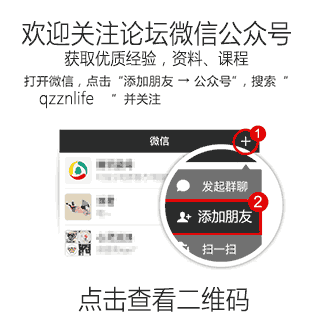 欢迎关注论坛微信公众号
获取优质经验，资料、课程
打开微信，点击“添加朋友 → 公众号”，搜索“
qzznlife ”并关注
微信
＋
1
发起群聊
添加朋友
2
扫一扫
点击查看二维码